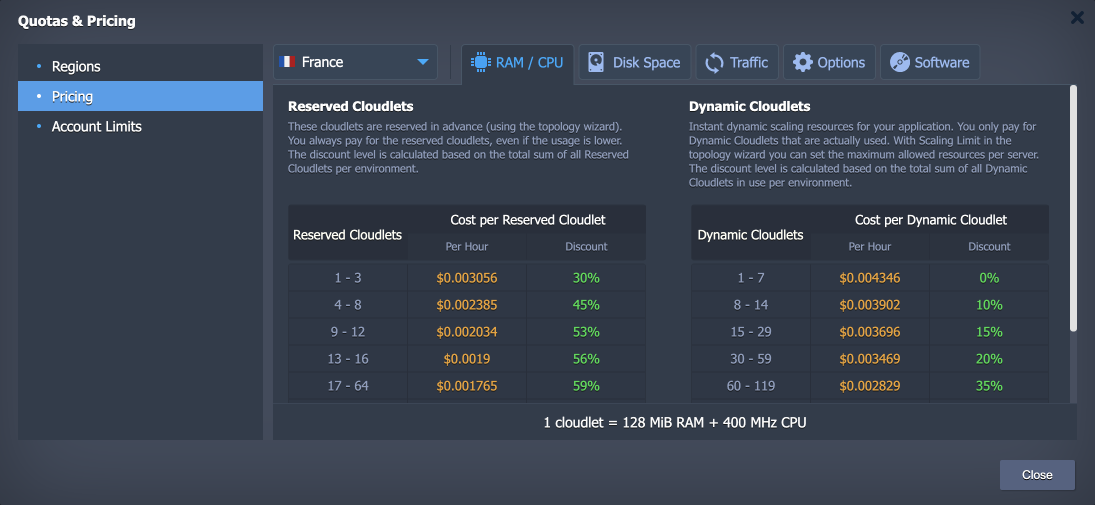 Quotas & Pricing
Regions
Pricing
Account Limits
France
RAM / CPU
Disk Space
Traffic
Options
Software
Reserved Cloudlets
These cloudlets are reserved in advance (using the topology wizard).
You always pay for the reserved cloudlets, even if the usage is lower.
The discount level is calculated based on the total sum of all Reserved
Cloudlets per environment.
Reserved Cloudlets
Cost per Reserved Cloudlet
Per Hour
Discount
1 - 3 $0.003056 30%
4 - 8 $0.002385 45%
9 - 12 $0.002034 53%
13 - 16 $0.0019 56%
17 - 64 $0.001765 59%
Dynamic Cloudlets
Instant dynamic scaling resources for your application. You only pay for
Dynamic Cloudlets that are actually used. With Scaling Limit in the
topology wizard you can set the maximum allowed resources per server.
The discount level is calculated based on the total sum of all Dynamic
Cloudlets in use per environment.
Dynamic Cloudlets
Cost per Dynamic Cloudlet
Per Hour
Discount
1 - 7 $0.004346 0%
8 - 14 $0.003902 10%
15 - 29 $0.003696 15%
30 - 59 $0.003469 20%
60 - 119 $0.002829 35%
1 cloudlet = 128 MiB RAM + 400 MHz CPU
Close